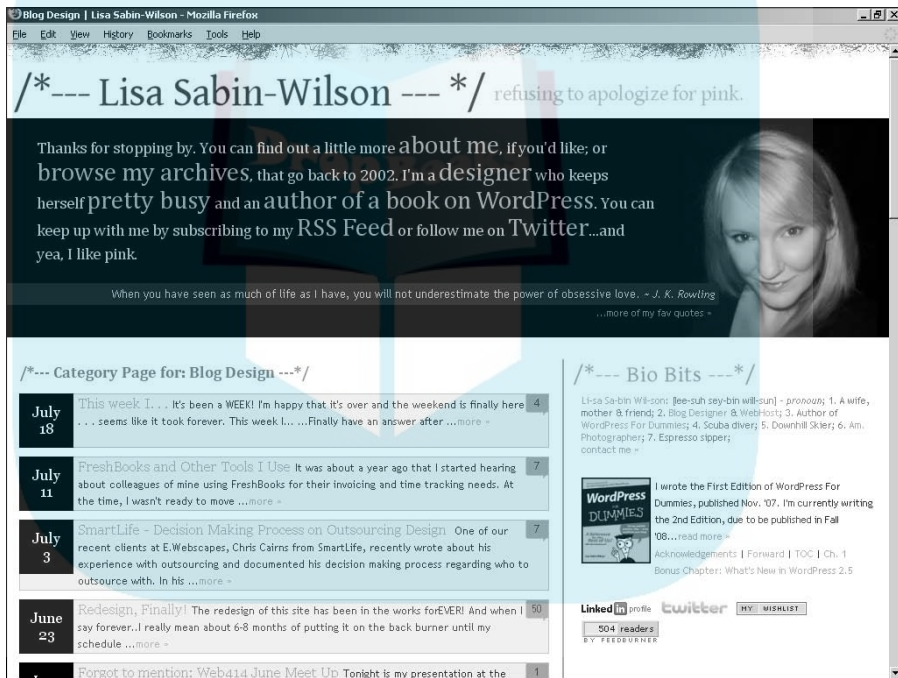 Blog Design | Lisa Sabin-Wilson - Mozilla Firefox
File Edit View History Bookmarks Tools Help
/*--- Lisa Sabin-Wilson --- */ refusing to apologize for pink.
Thanks for stopping by. You can find out a little more about me, if you'd like; or
browse my archives, that go back to 2002. I'm a designer who keeps
herself pretty busy and an author of a book on WordPress. You can
keep up with me by subscribing to my RSS Feed or follow me on Twitter...and
yea, I like pink.
When you have seen as much of life as I have, you will not underestimate the power of obsessive love. ~ J. K. Rowling
...more of my fav quotes »
/*--- Category Page for: Blog Design ---*/
July
18
This week I. . . It's been a WEEK! I'm happy that it's over and the weekend is finally here
. . . seems like it took forever. This week I... ...Finally have an answer after ...more »
4
July
11
FreshBooks and Other Tools I Use It was about a year ago that I started hearing
about colleagues of mine using FreshBooks for their invoicing and time tracking needs. At
the time, I wasn't ready to move ...more »
7
July
3
SmartLife - Decision Making Process on Outsourcing Design One of our
recent clients at E.Webscapes, Chris Cairns from SmartLife, recently wrote about his
experience with outsourcing and documented his decision making process regarding who to
outsource with. In his ...more »
7
June
23
Redesign, Finally! The redesign of this site has been in the works forEVER! And when I
say forever..I really mean about 6-8 months of putting it on the back burner until my
schedule ...more »
50
Forgot to mention: Web414 June Meet Up Tonight is my presentation at the
1
/*--- Bio Bits ---*/
Li-sa Sa-bin Wil-son: [lee-suh sey-bin will-sun] - pronoun; 1. A wife,
mother & friend; 2. Blog Designer & WebHost; 3. Author of
WordPress For Dummies; 4. Scuba diver; 5. Downhill Skier; 6. Am.
Photographer; 7. Espresso sipper;
contact me »
WordPress
DUMMIES
I wrote the First Edition of WordPress For
Dummies, published Nov. '07. I'm currently writing
the 2nd Edition, due to be published in Fall
'08...read more »
Acknowledgements | Forward | TOC | Ch. 1
Bonus Chapter: What's New in WordPress 2.5
Linked in profile twitter MY WISHLIST
504 readers
BY FEEDBURNER